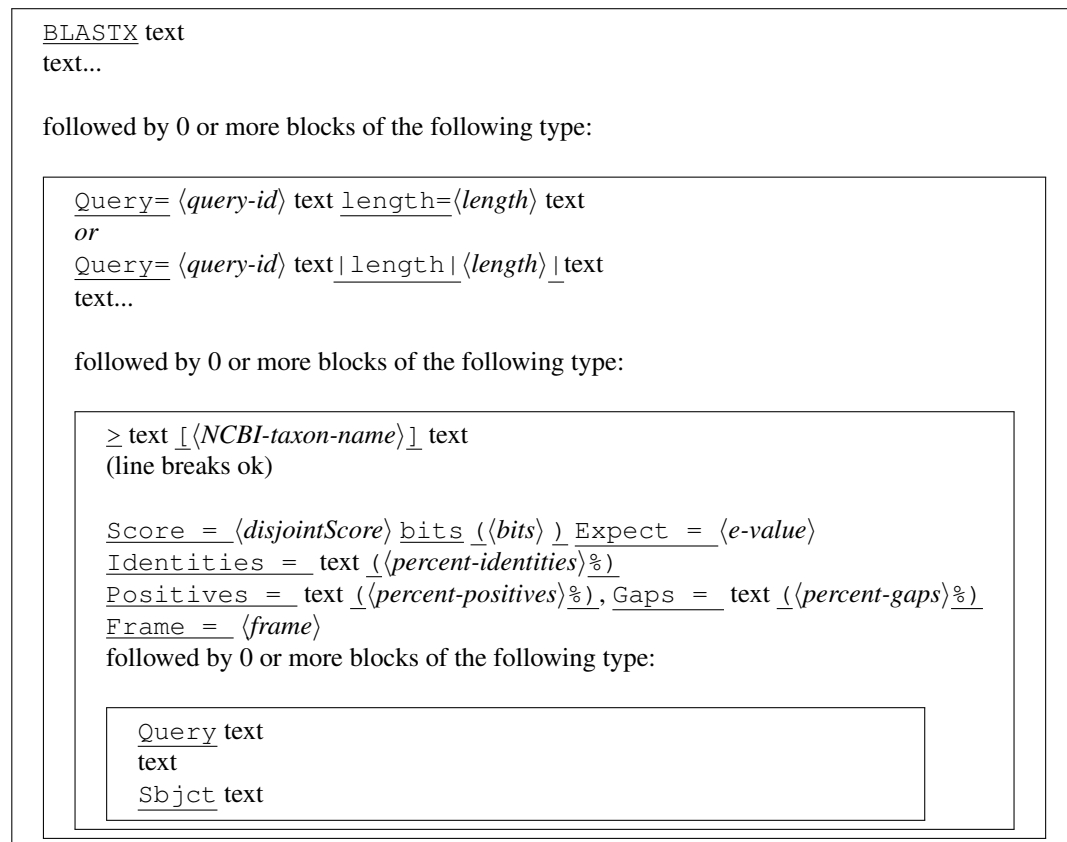 BLASTX text
text...
followed by 0 or more blocks of the following type:
Query= ⟨query-id⟩ text length=⟨length⟩ text
or
Query= ⟨query-id⟩ text|length|⟨length⟩|text
text...
followed by 0 or more blocks of the following type:
> text [⟨NCBI-taxon-name⟩] text
(line breaks ok)
Score = ⟨disjointScore⟩ bits (⟨bits⟩ ) Expect = ⟨e-value⟩
Identities = text (⟨percent-identities⟩%)
Positives = text (⟨percent-positives⟩%), Gaps = text (⟨percent-gaps⟩%)
Frame = ⟨frame⟩
followed by 0 or more blocks of the following type:
Query text
text
Sbjct text